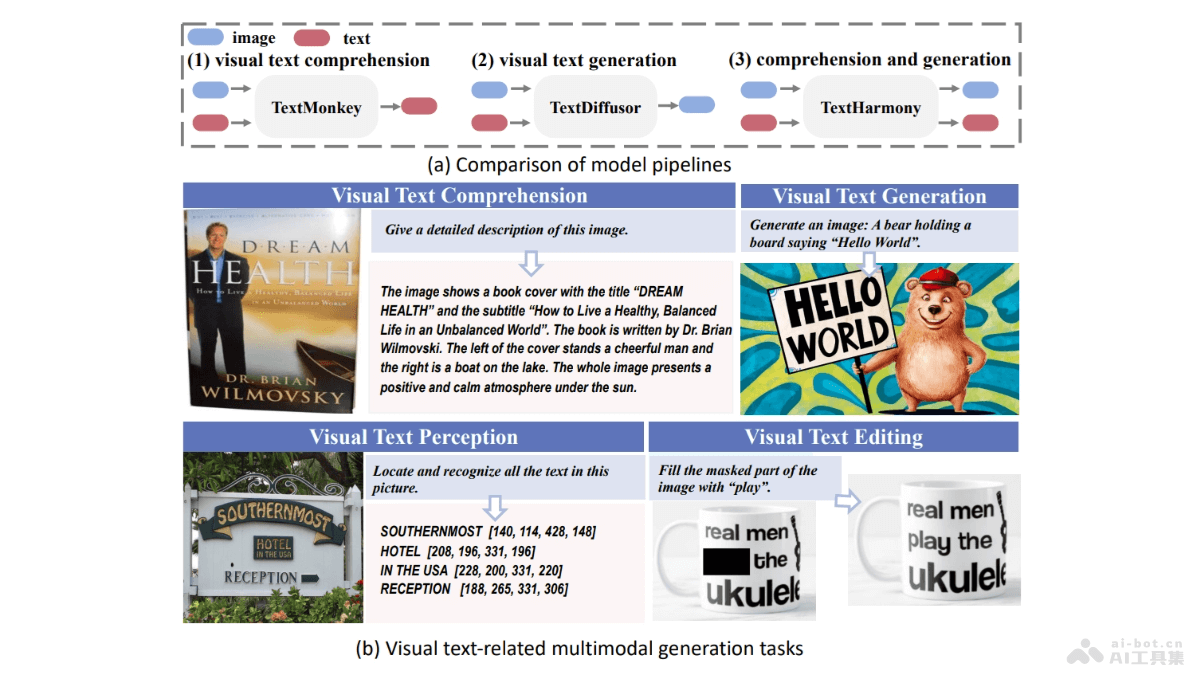 image text
(1) visual text comprehension
(2) visual text generation
(3) comprehension and generation
TextMonkey
TextDiffusor
TextHarmony
(a) Comparison of model pipelines
Visual Text Comprehension
DREAM
HEALTH
HOW TO LIVE A HEALTHY, BALANCED LIFE
IN AN UNBALANCED WORLD
DR. BRIAN
WILMOVSKY
Give a detailed description of this image.
The image shows a book cover with the title “DREAM
HEALTH” and the subtitle “How to Live a Healthy, Balanced
Life in an Unbalanced World”. The book is written by Dr. Brian
Wilmovski. The left of the cover stands a cheerful man and
the right is a boat on the lake. The whole image presents a
positive and calm atmosphere under the sun.
Visual Text Generation
Generate an image: A bear holding a
board saying “Hello World”.
HELLO
WORLD
Visual Text Perception
SOUTHERNMOST
HOTEL
IN THE USA
RECEPTION
Locate and recognize all the text in this
picture.
SOUTHERNMOST [140, 114, 428, 148]
HOTEL [208, 196, 331, 196]
IN THE USA [228, 200, 331, 220]
RECEPTION [188, 265, 331, 306]
Visual Text Editing
Fill the masked part of the
image with “play”.
real men
the
ukulele
real men
play the
ukulele
(b) Visual text-related multimodal generation tasks
ai-bot.cn
AI工具集